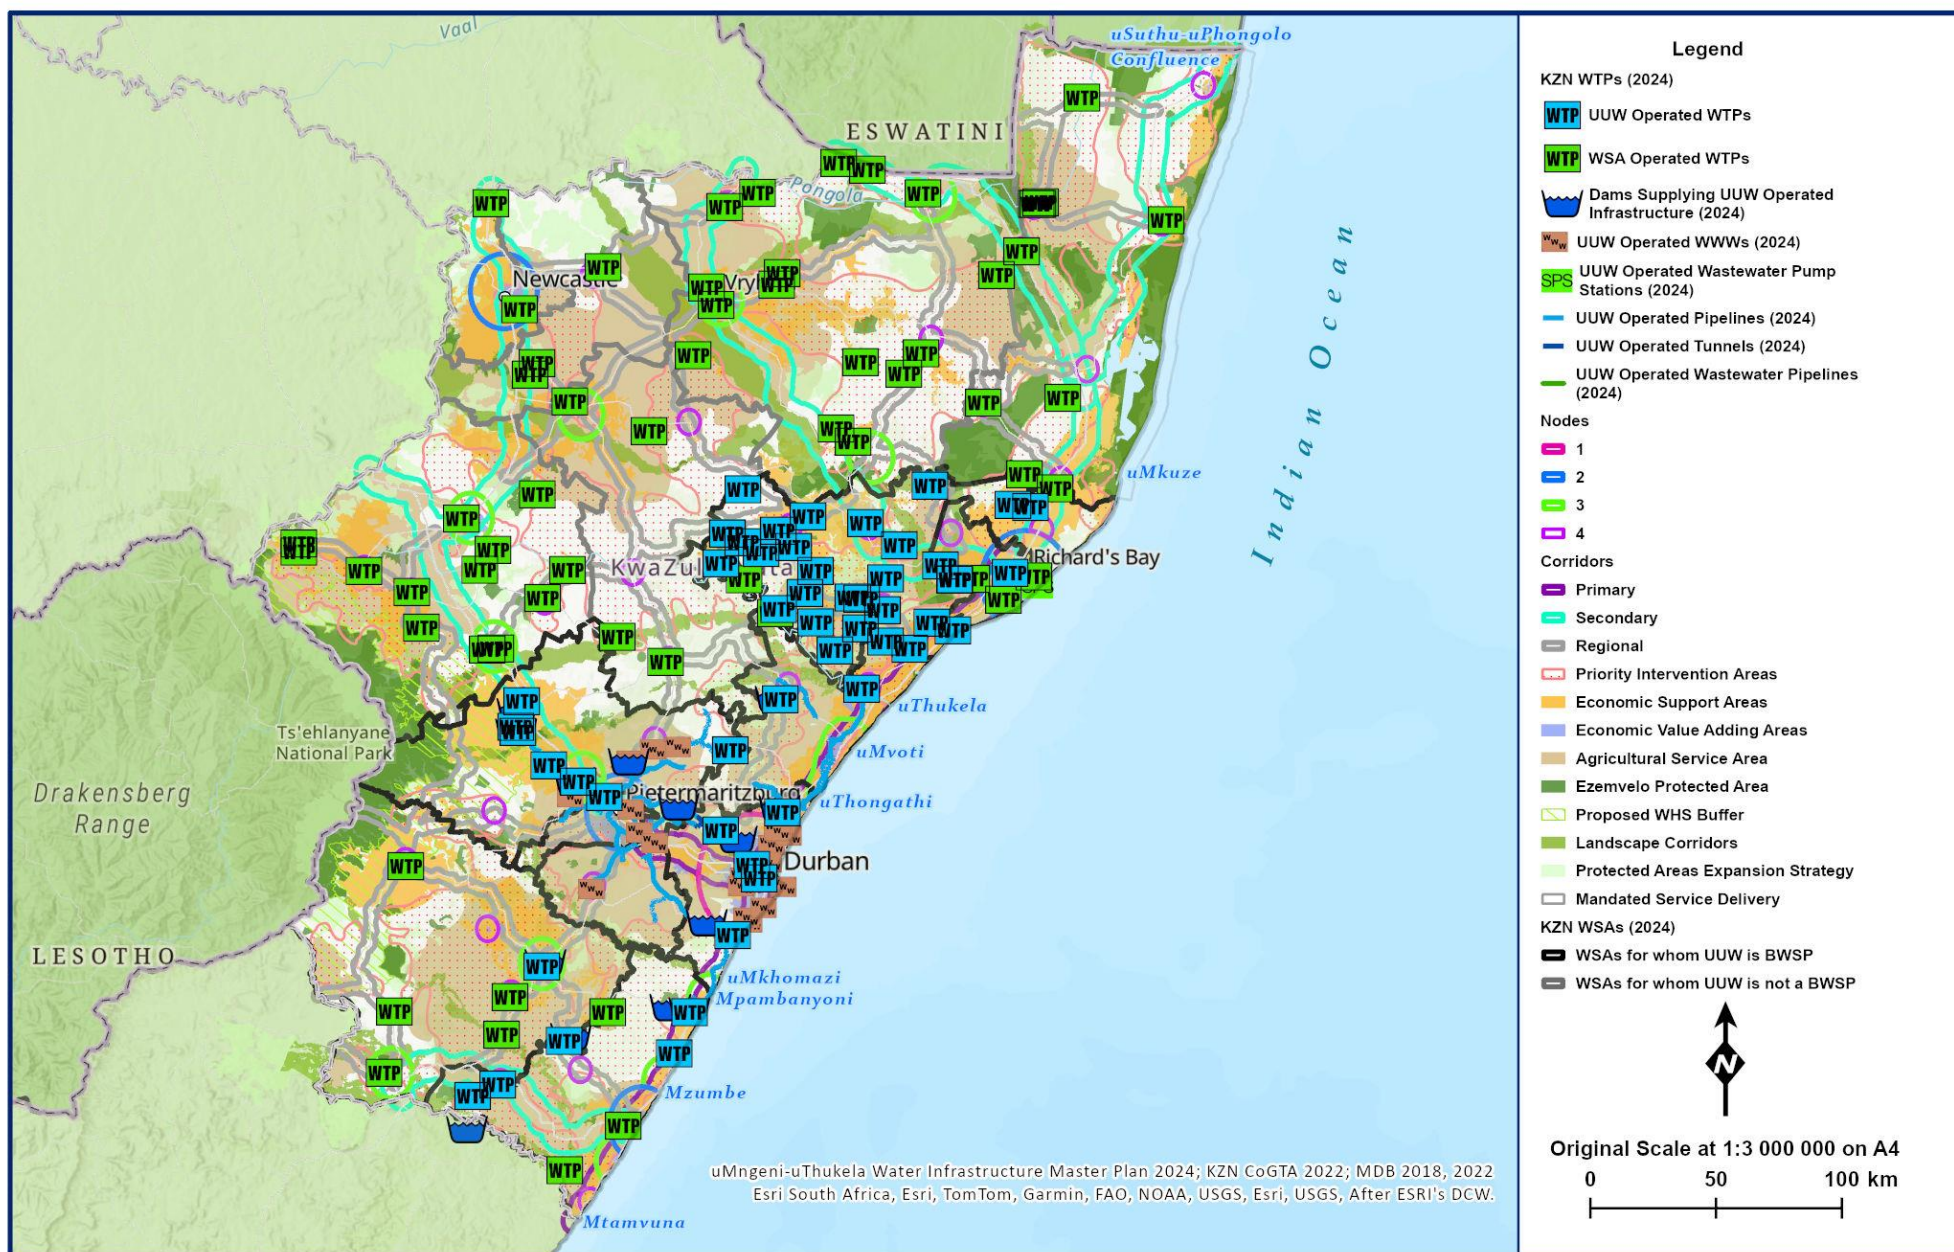 Vaal
uSuthu-uPhongolo
Confluence
ESWATINI
Pongola
Newcastle
Indian Ocean
uMkuze
Richard's Bay
uThukela
uMvoti
Ts'ehlanyane
National Park
Drakensberg
Range
Pietermaritzburg
uThongathi
Durban
LESOTHO
uMkhomazi
Mpambanyoni
Mzumbe
Mtamvuna
WTP
SPS
uMngeni-uThukela Water Infrastructure Master Plan 2024; KZN CoGTA 2022; MDB 2018, 2022
Esri South Africa, Esri, TomTom, Garmin, FAO, NOAA, USGS, Esri, USGS, After ESRI's DCW.
Legend
KZN WTPs (2024)
WTP UUW Operated WTPs
WTP WSA Operated WTPs
Dams Supplying UUW Operated
Infrastructure (2024)
www UUW Operated WWWs (2024)
SPS UUW Operated Wastewater Pump
Stations (2024)
UUW Operated Pipelines (2024)
UUW Operated Tunnels (2024)
UUW Operated Wastewater Pipelines
(2024)
Nodes
1
2
3
4
Corridors
Primary
Secondary
Regional
Priority Intervention Areas
Economic Support Areas
Economic Value Adding Areas
Agricultural Service Area
Ezemvelo Protected Area
Proposed WHS Buffer
Landscape Corridors
Protected Areas Expansion Strategy
Mandated Service Delivery
KZN WSAs (2024)
WSAs for whom UUW is BWSP
WSAs for whom UUW is not a BWSP
N
Original Scale at 1:3 000 000 on A4
0 50 100 km